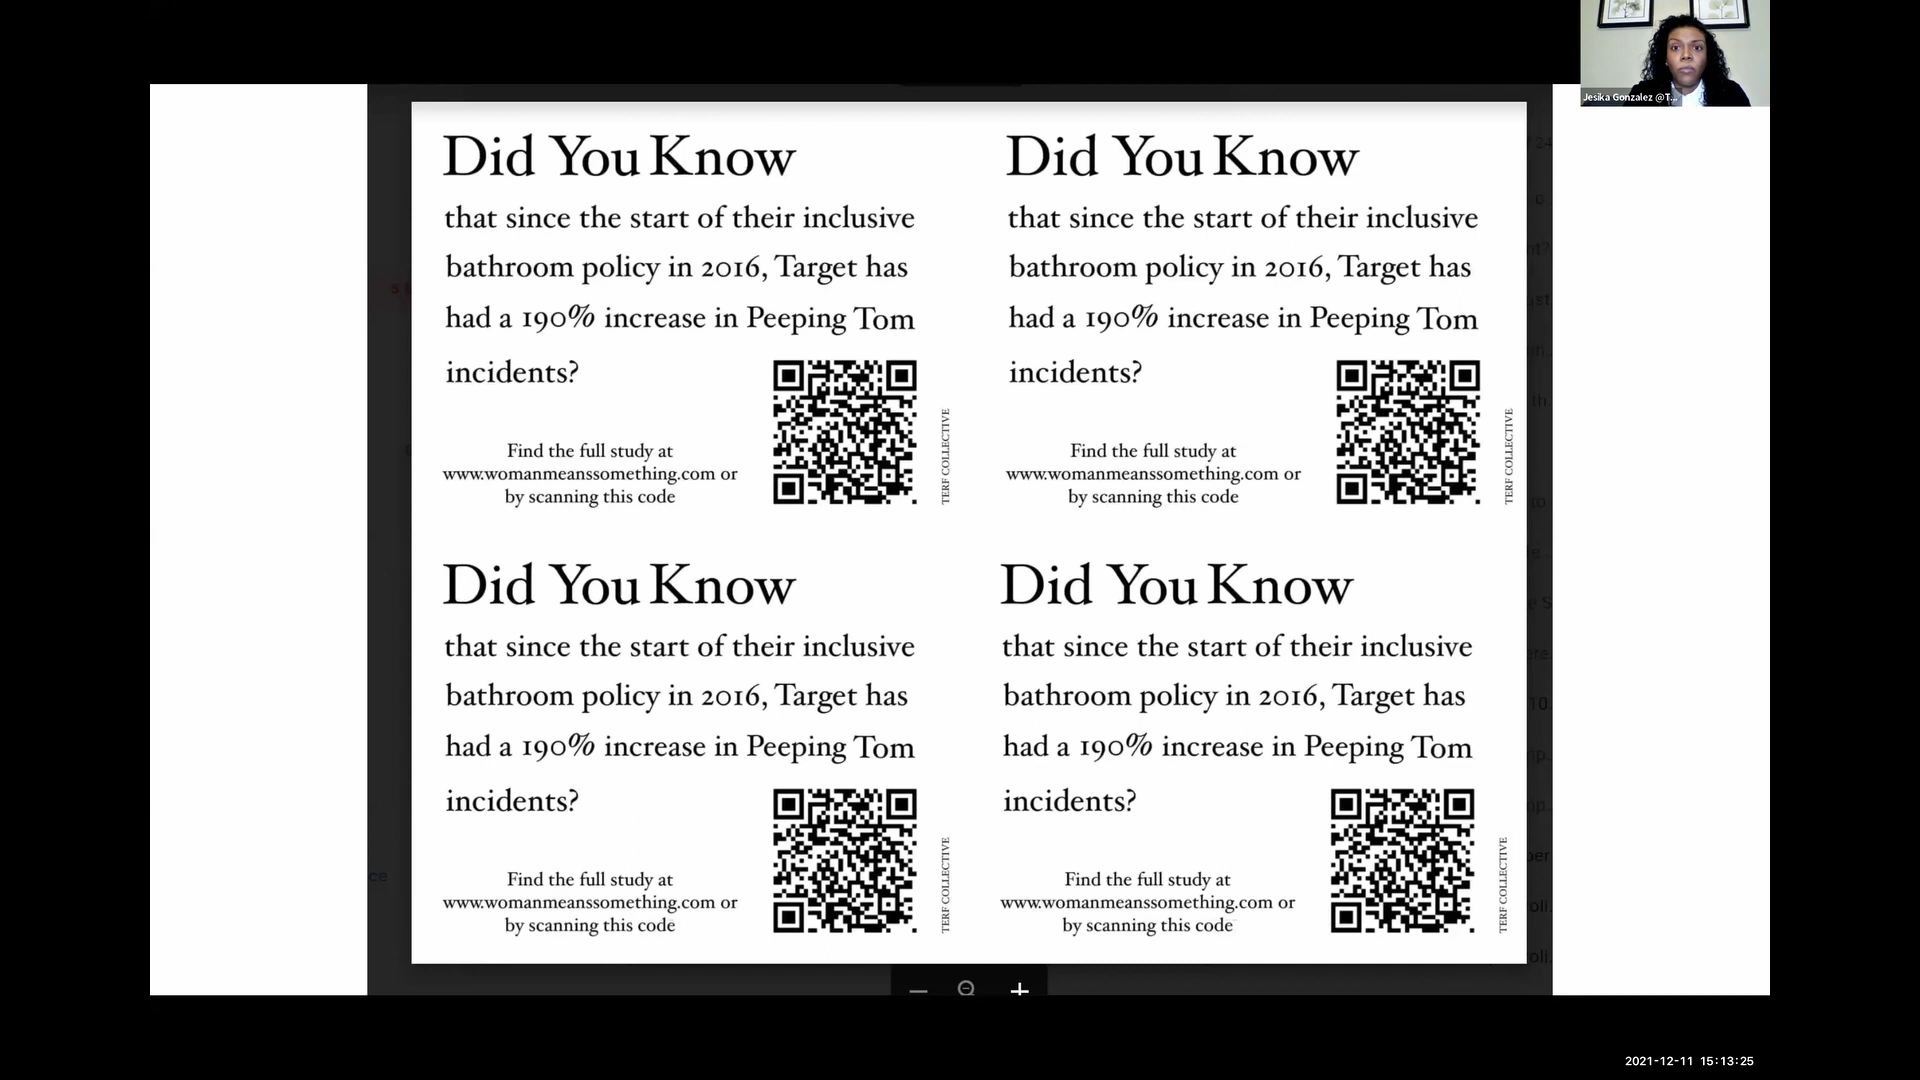 Jesika Gonzalez @T...
Did You Know
that since the start of their inclusive
bathroom policy in 2016, Target has
had a 190% increase in Peeping Tom
incidents?
Find the full study at
www.womanmeanssomething.com or
by scanning this code
TERF COLLECTIVE
Did You Know
that since the start of their inclusive
bathroom policy in 2016, Target has
had a 190% increase in Peeping Tom
incidents?
Find the full study at
www.womanmeanssomething.com or
by scanning this code
TERF COLLECTIVE
Did You Know
that since the start of their inclusive
bathroom policy in 2016, Target has
had a 190% increase in Peeping Tom
incidents?
Find the full study at
www.womanmeanssomething.com or
by scanning this code
TERF COLLECTIVE
Did You Know
that since the start of their inclusive
bathroom policy in 2016, Target has
had a 190% increase in Peeping Tom
incidents?
Find the full study at
www.womanmeanssomething.com or
by scanning this code
TERF COLLECTIVE
2021-12-11 15:13:25